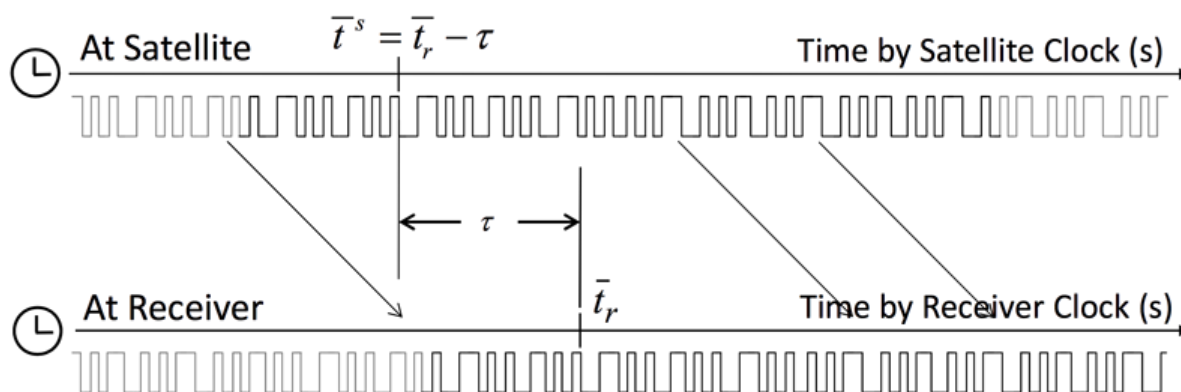 At Satellite
t̄ ˢ = t̄ᵣ − τ
Time by Satellite Clock (s)
τ
At Receiver
t̄ᵣ
Time by Receiver Clock (s)